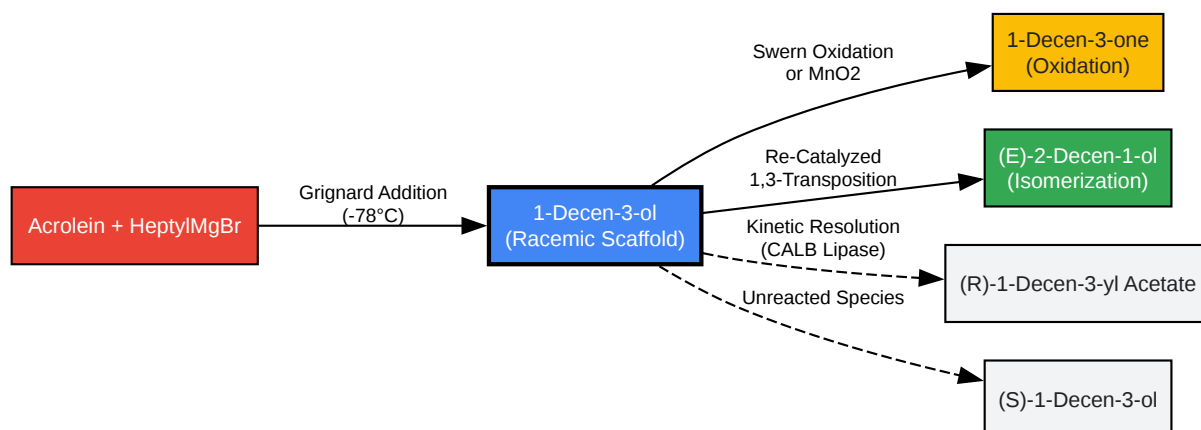 Acrolein + HeptylMgBr
Grignard Addition
(-78°C)
1-Decen-3-ol
(Racemic Scaffold)
Swern Oxidation
or MnO2
1-Decen-3-one
(Oxidation)
Re-Catalyzed
1,3-Transposition
(E)-2-Decen-1-ol
(Isomerization)
Kinetic Resolution
(CALB Lipase)
(R)-1-Decen-3-yl Acetate
Unreacted Species
(S)-1-Decen-3-ol